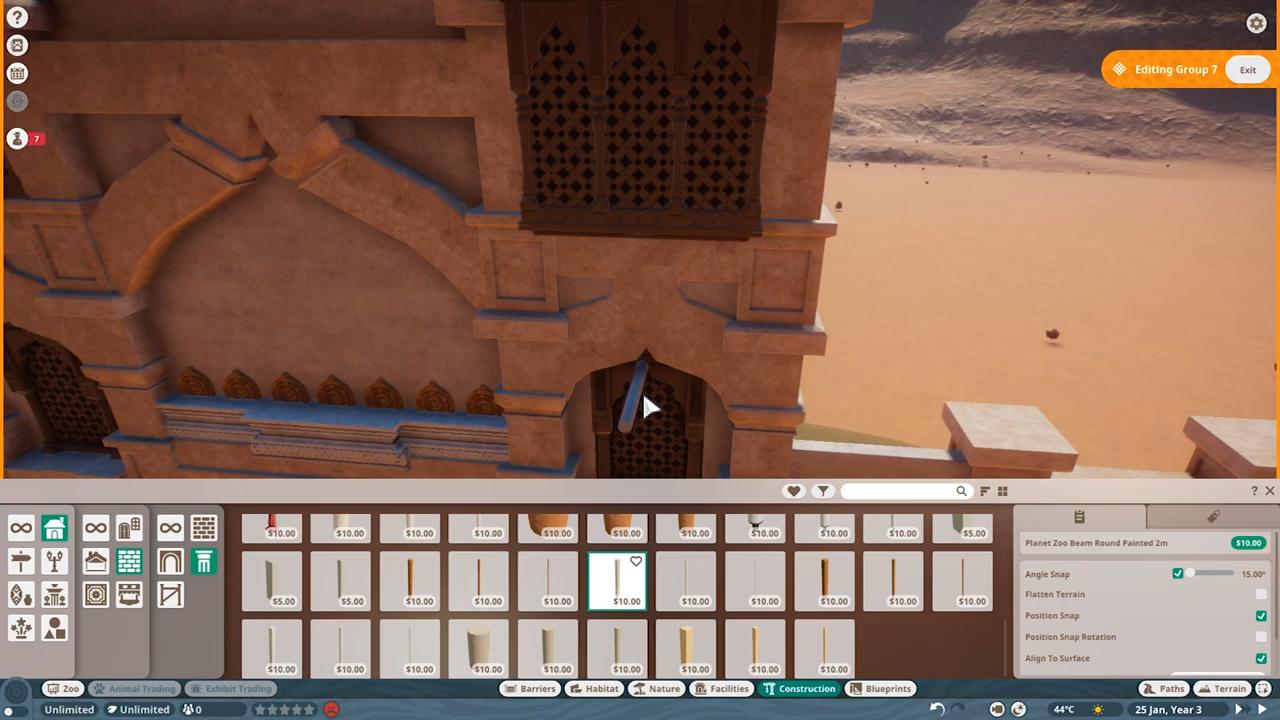 ?
Editing Group 7
Exit
7
? ×
$10.00 $10.00 $10.00 $10.00 $10.00 $10.00 $10.00 $10.00 $10.00 $10.00 $5.00
$5.00 $5.00 $10.00 $10.00 $10.00 $10.00 $10.00 $10.00 $10.00 $10.00 $10.00
$10.00 $10.00 $10.00 $10.00 $10.00 $10.00 $10.00 $10.00 $10.00
Planet Zoo Beam Round Painted 2m $10.00
Angle Snap 15.00°
Flatten Terrain
Position Snap
Position Snap Rotation
Align To Surface
Zoo Animal Trading Exhibit Trading Barriers Habitat Nature Facilities Construction Blueprints Paths Terrain
Unlimited Unlimited 0 44°C 25 Jan, Year 3